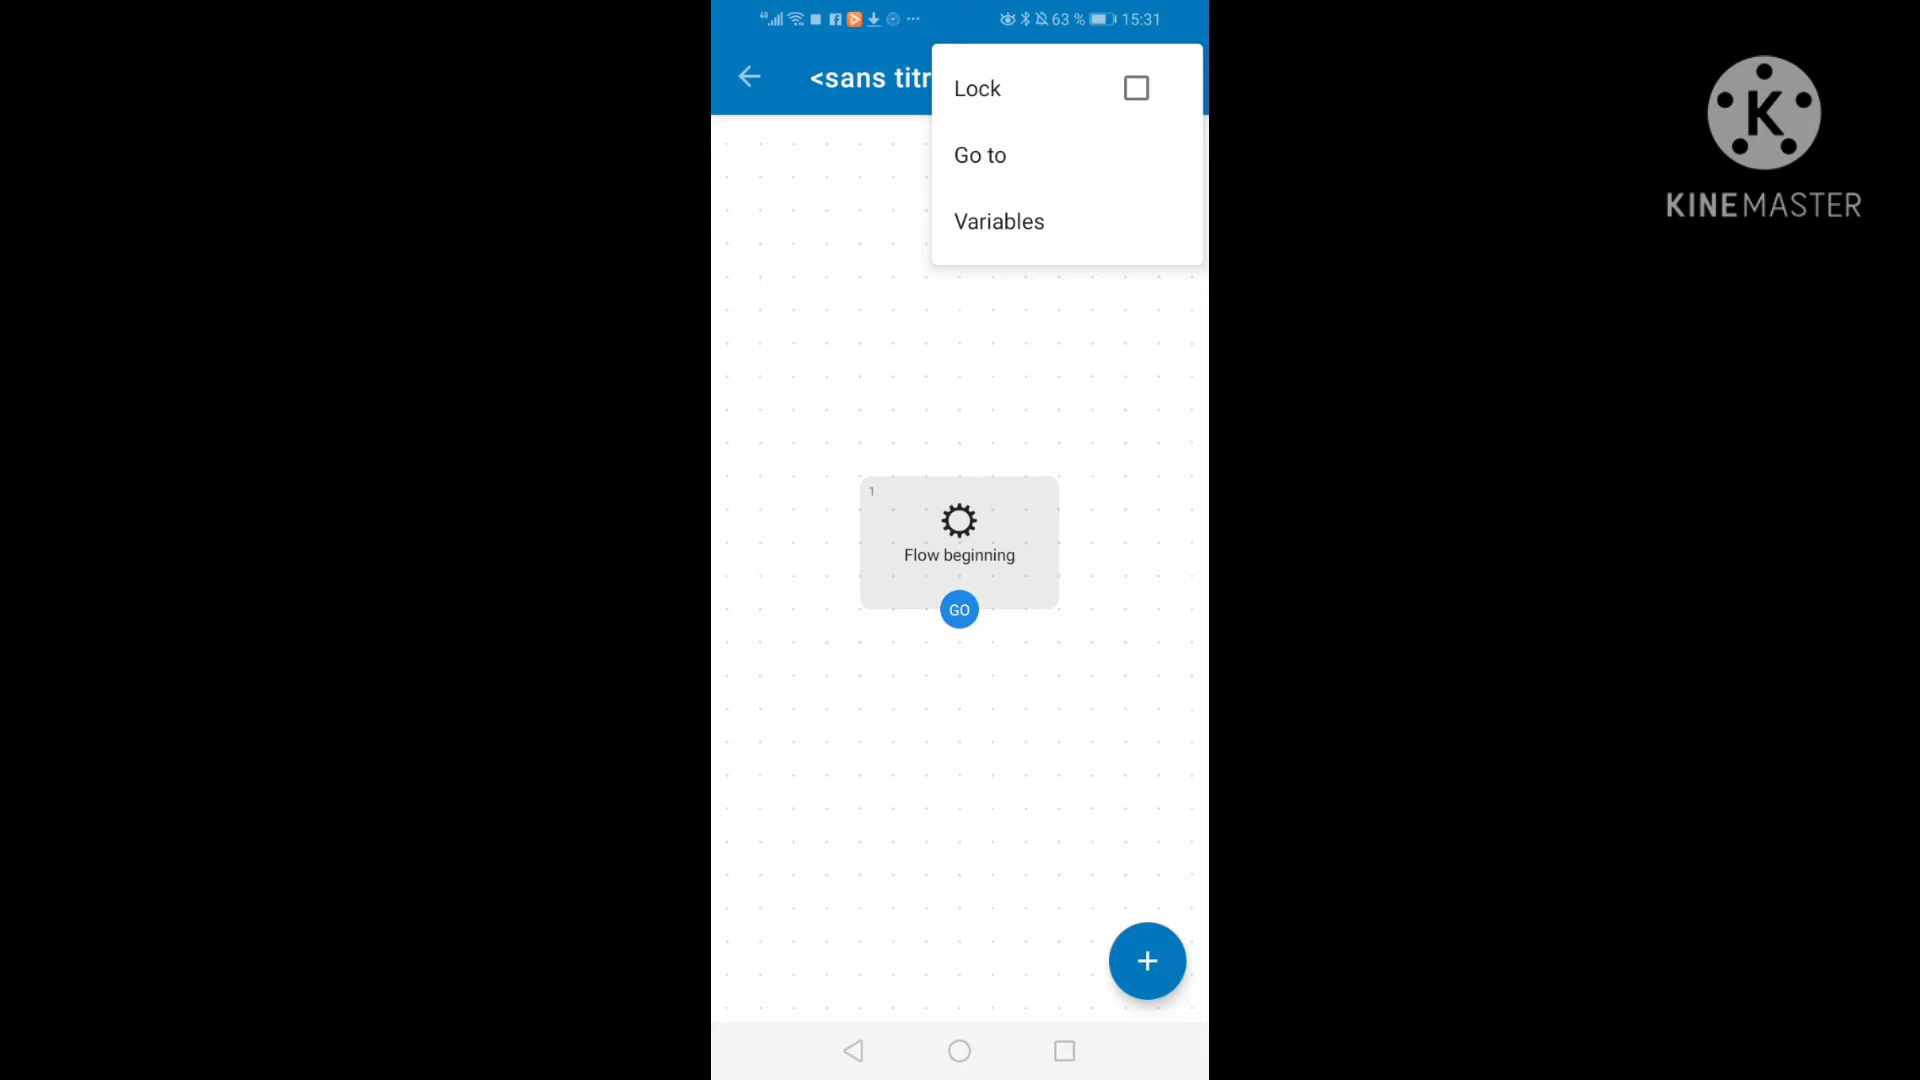 63 % 15:31
<sans titr
Lock
Go to
Variables
1
Flow beginning
GO
K
KINEMASTER